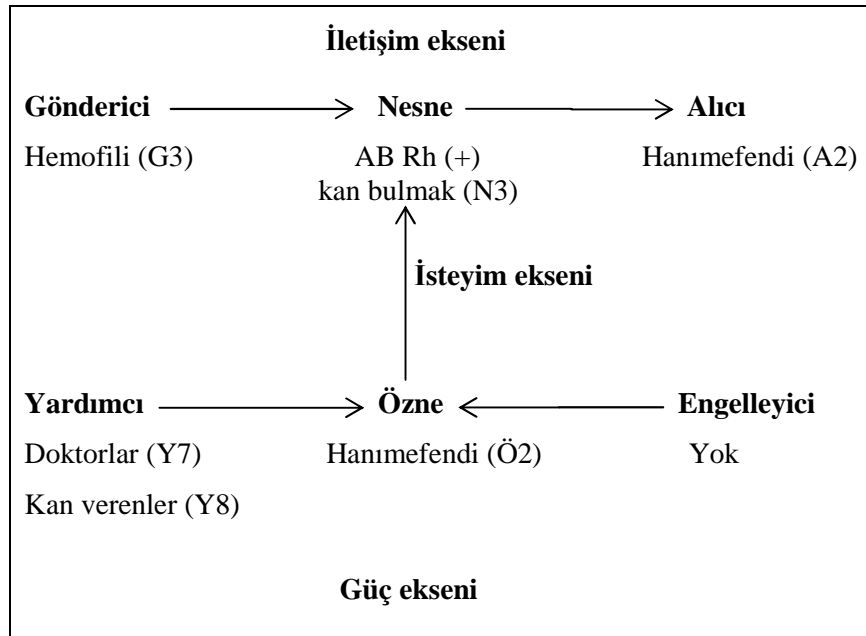 İletişim ekseni
Gönderici Nesne Alıcı
Hemofili (G3) AB Rh (+) Hanımefendi (A2)
kan bulmak (N3)
İsteyim ekseni
Yardımcı Özne Engelleyici
Doktorlar (Y7) Hanımefendi (Ö2) Yok
Kan verenler (Y8)
Güç ekseni